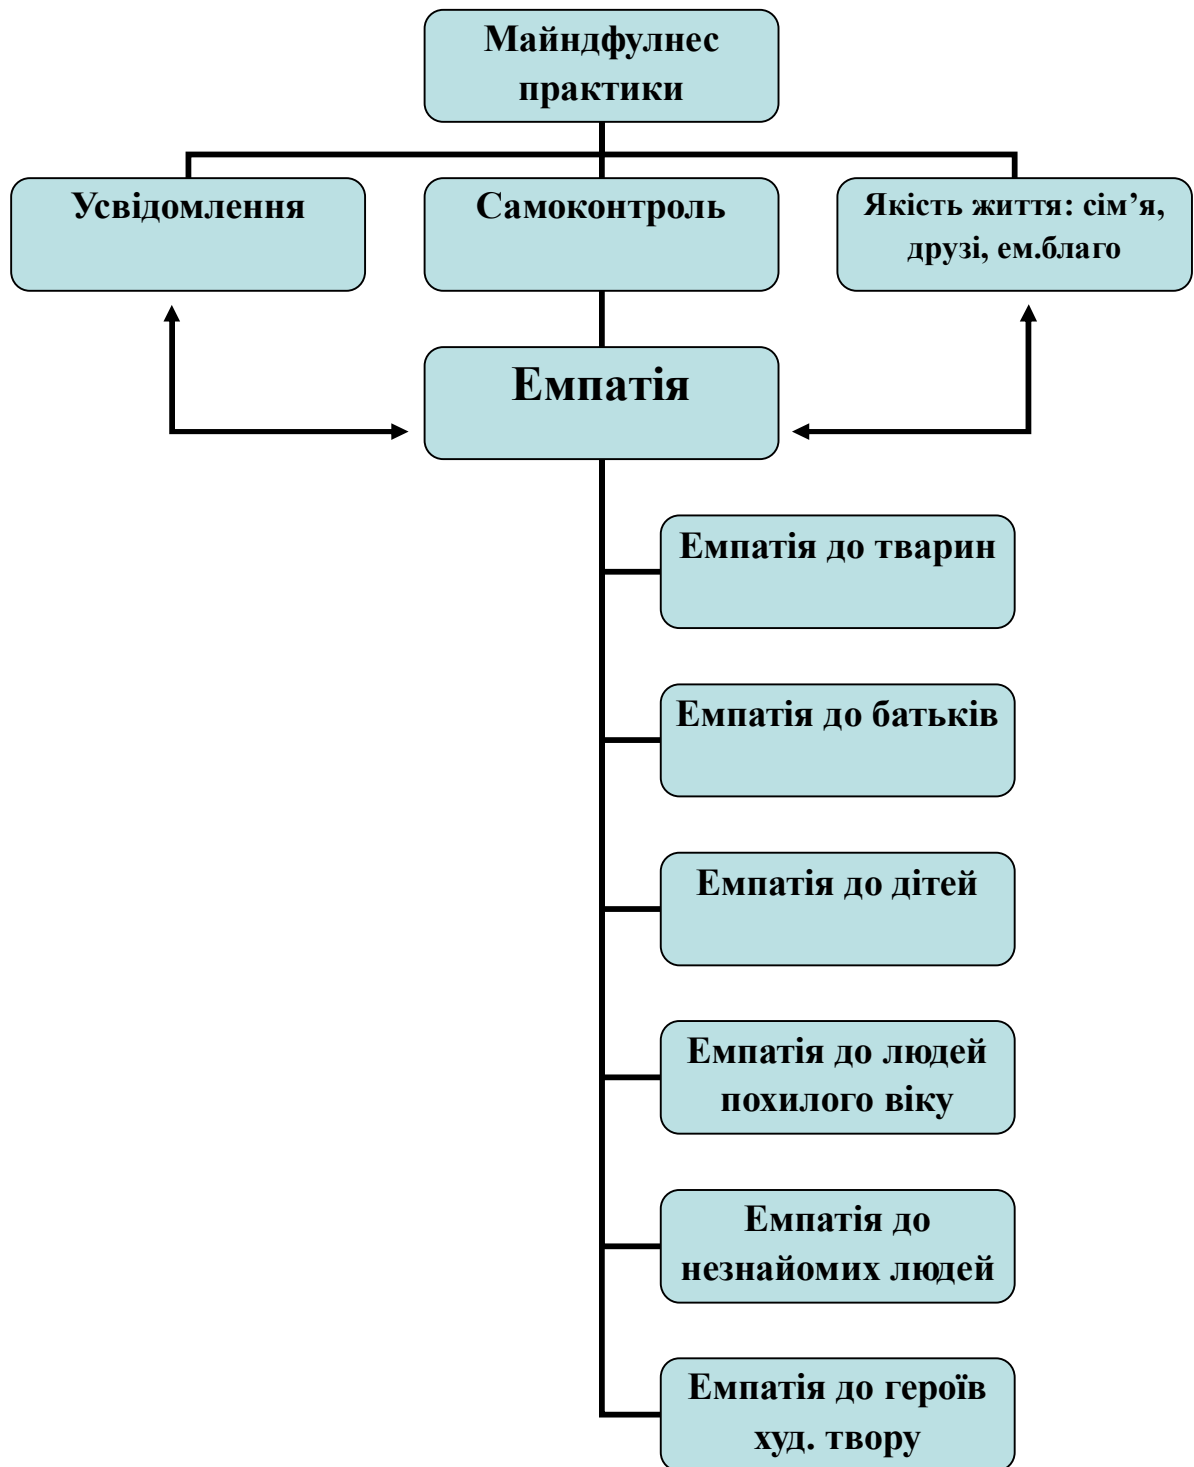 Майндфулнес
практики
Усвідомлення
Самоконтроль
Якість життя: сім’я,
друзі, ем.благо
Емпатія
Емпатія до тварин
Емпатія до батьків
Емпатія до дітей
Емпатія до людей
похилого віку
Емпатія до
незнайомих людей
Емпатія до героїв
худ. твору